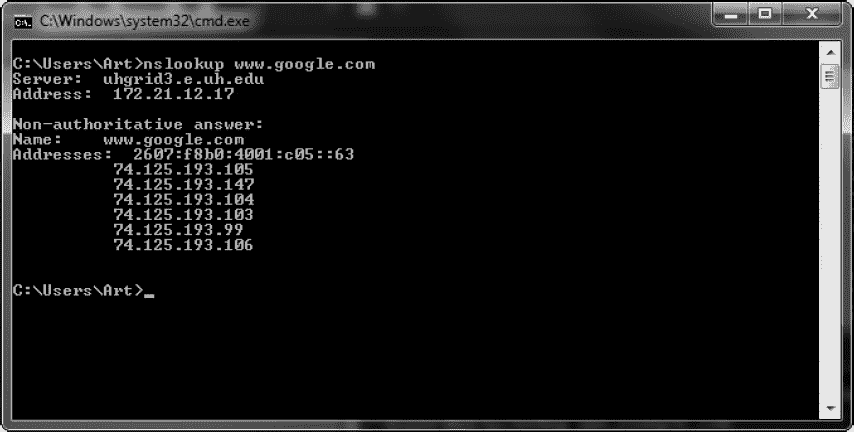 C:\Windows\system32\cmd.exe
C:\Users\Art>nslookup www.google.com
Server:  uhgrid3.e.uh.edu
Address:  172.21.12.17
Non-authoritative answer:
Name:    www.google.com
Addresses:  2607:f8b0:4001:c05::63
74.125.193.105
74.125.193.147
74.125.193.104
74.125.193.103
74.125.193.99
74.125.193.106
C:\Users\Art>_